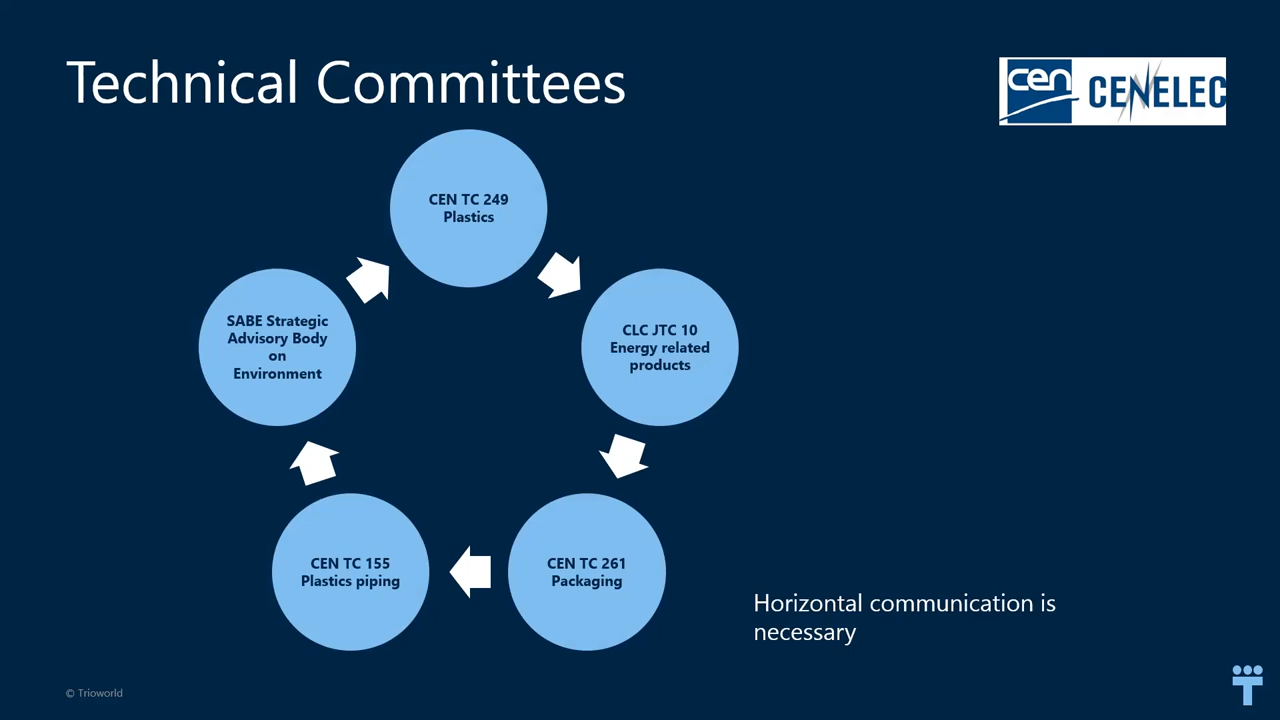 Technical Committees
cen CENELEC
CEN TC 249
Plastics
CLC JTC 10
Energy related
products
CEN TC 261
Packaging
CEN TC 155
Plastics piping
SABE Strategic
Advisory Body
on
Environment
Horizontal communication is
necessary
© Trioworld